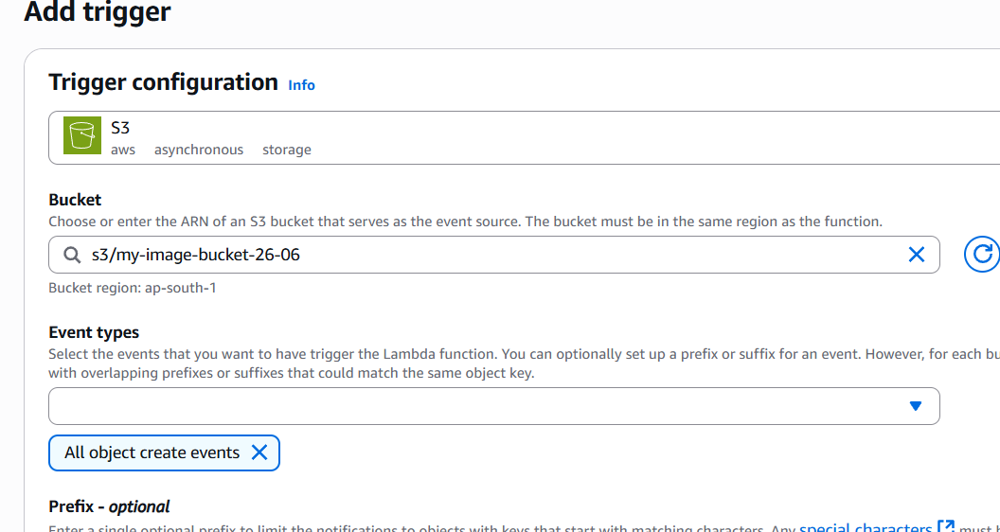 Add trigger
Trigger configuration Info
S3
aws asynchronous storage
Bucket
Choose or enter the ARN of an S3 bucket that serves as the event source. The bucket must be in the same region as the function.
s3/my-image-bucket-26-06
Bucket region: ap-south-1
Event types
Select the events that you want to have trigger the Lambda function. You can optionally set up a prefix or suffix for an event. However, for each bu
with overlapping prefixes or suffixes that could match the same object key.
All object create events
Prefix - optional
Enter a single optional prefix to limit the notifications to objects with keys that start with matching characters. Any special characters must b